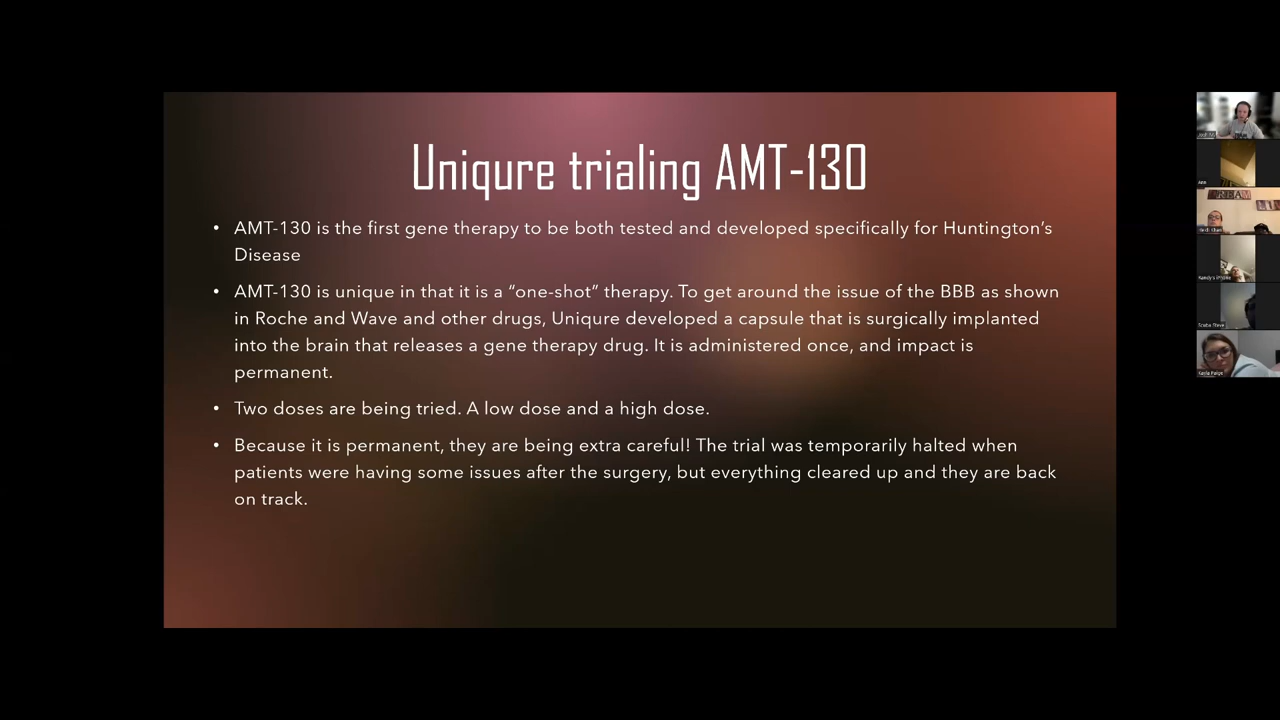 Uniqure trialing AMT-130
• AMT-130 is the first gene therapy to be both tested and developed specifically for Huntington's
Disease
• AMT-130 is unique in that it is a “one-shot” therapy. To get around the issue of the BBB as shown
in Roche and Wave and other drugs, Uniqure developed a capsule that is surgically implanted
into the brain that releases a gene therapy drug. It is administered once, and impact is
permanent.
• Two doses are being tried. A low dose and a high dose.
• Because it is permanent, they are being extra careful! The trial was temporarily halted when
patients were having some issues after the surgery, but everything cleared up and they are back
on track.
Kayla Paige